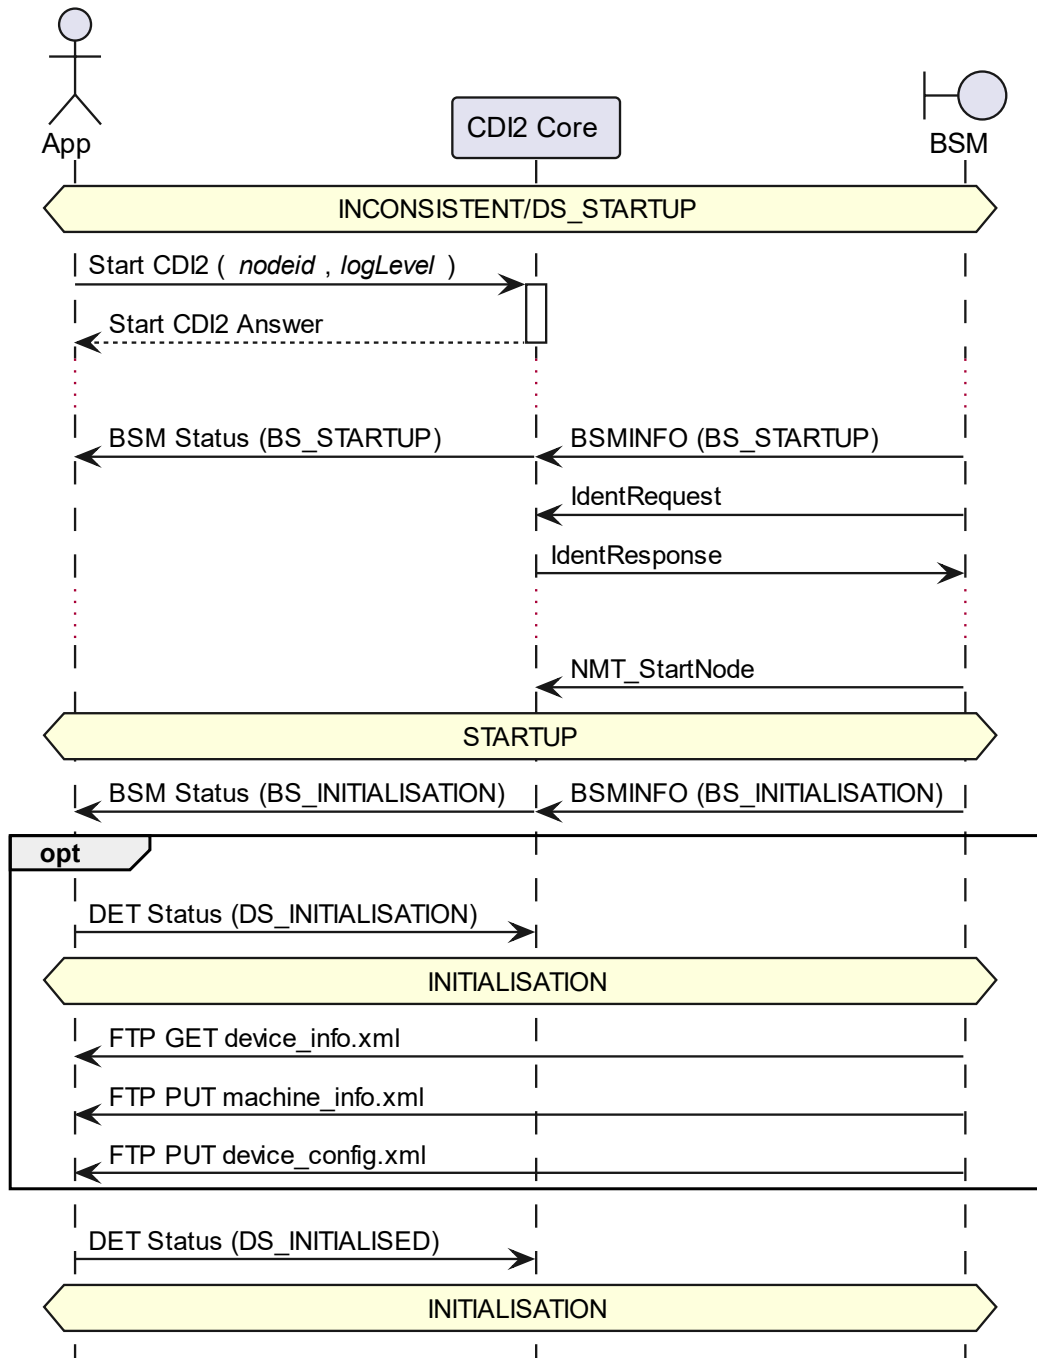 App
CDI2 Core
BSM
INCONSISTENT/DS_STARTUP
Start CDI2 ( nodeid , logLevel )
Start CDI2 Answer
BSM Status (BS_STARTUP)
BSMINFO (BS_STARTUP)
IdentRequest
IdentResponse
NMT_StartNode
STARTUP
BSM Status (BS_INITIALISATION)
BSMINFO (BS_INITIALISATION)
opt
DET Status (DS_INITIALISATION)
INITIALISATION
FTP GET device_info.xml
FTP PUT machine_info.xml
FTP PUT device_config.xml
DET Status (DS_INITIALISED)
INITIALISATION